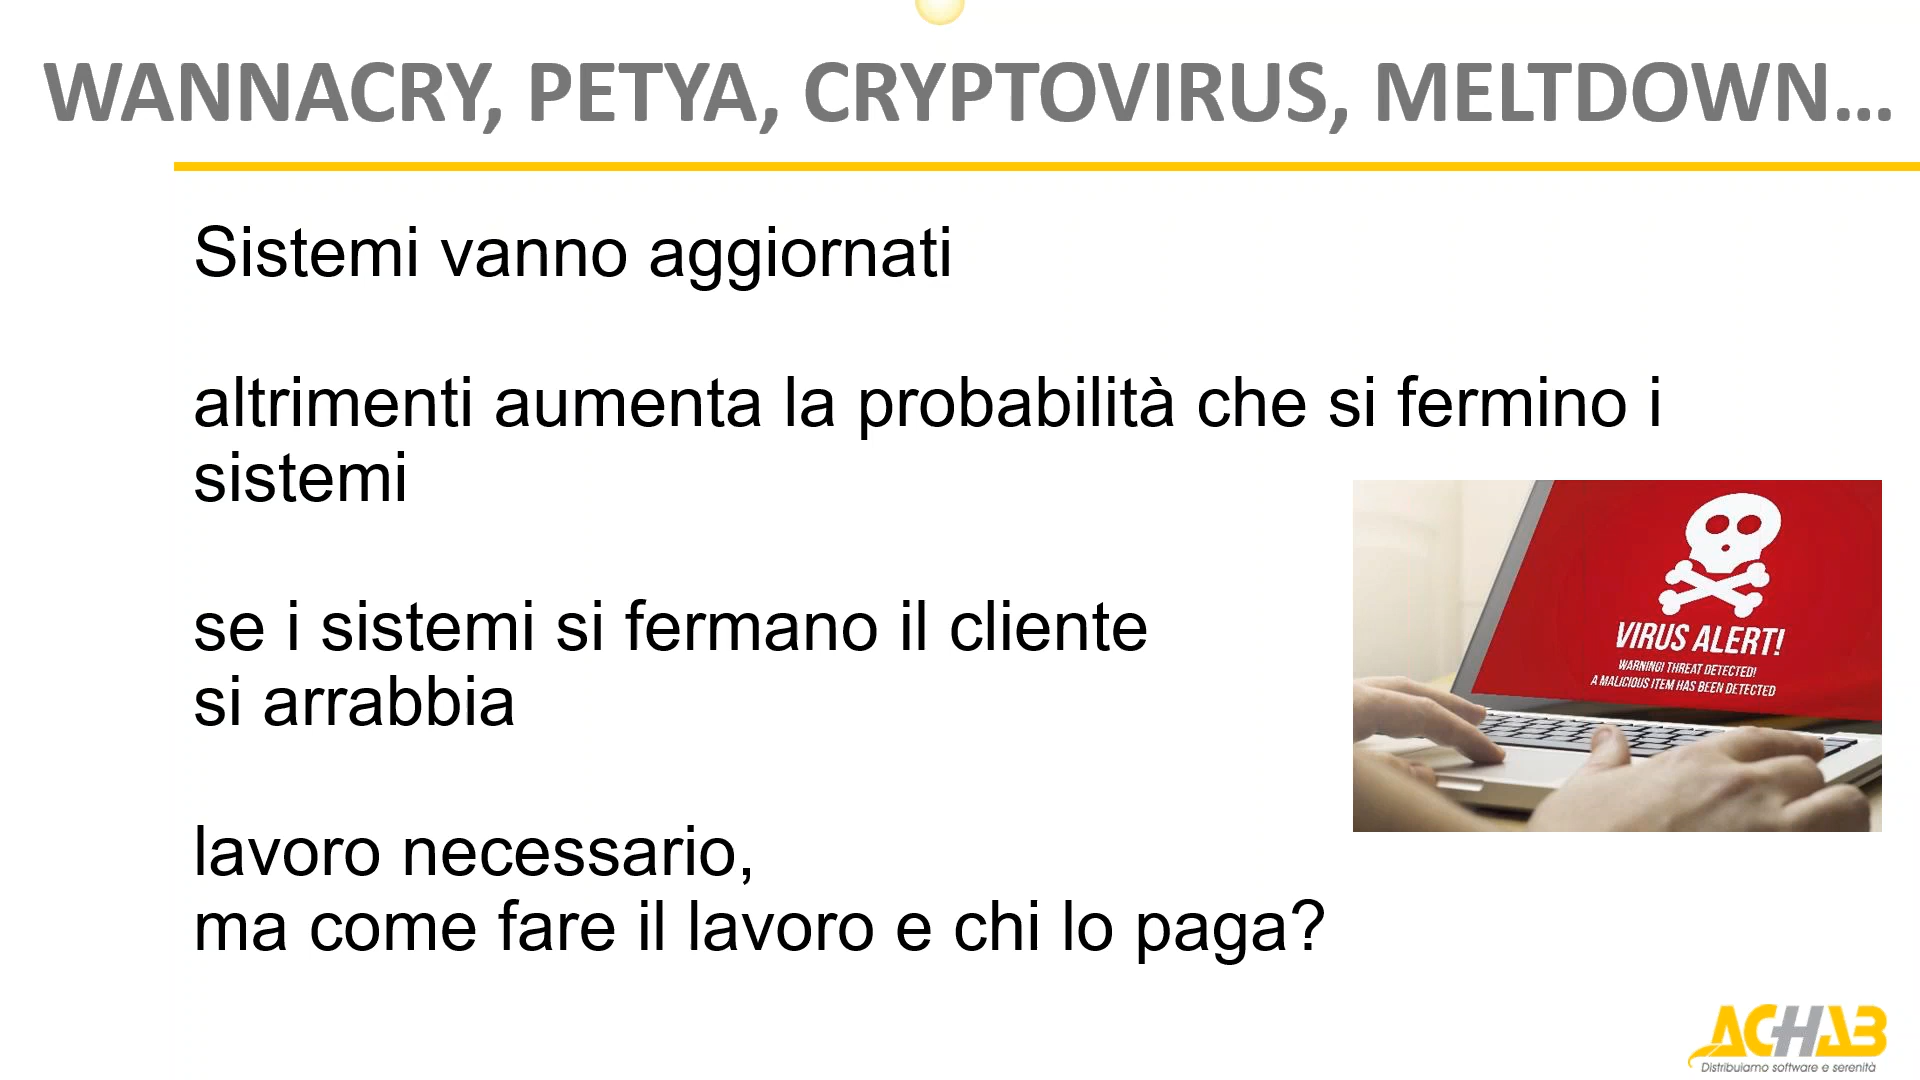 WANNACRY, PETYA, CRYPTOVIRUS, MELTDOWN...
Sistemi vanno aggiornati
altrimenti aumenta la probabilità che si fermino i
sistemi
se i sistemi si fermano il cliente
si arrabbia
lavoro necessario,
ma come fare il lavoro e chi lo paga?
VIRUS ALERT!
WARNING! THREAT DETECTED!
A MALICIOUS ITEM HAS BEEN DETECTED
ACHAB
Distribuiamo software e serenità